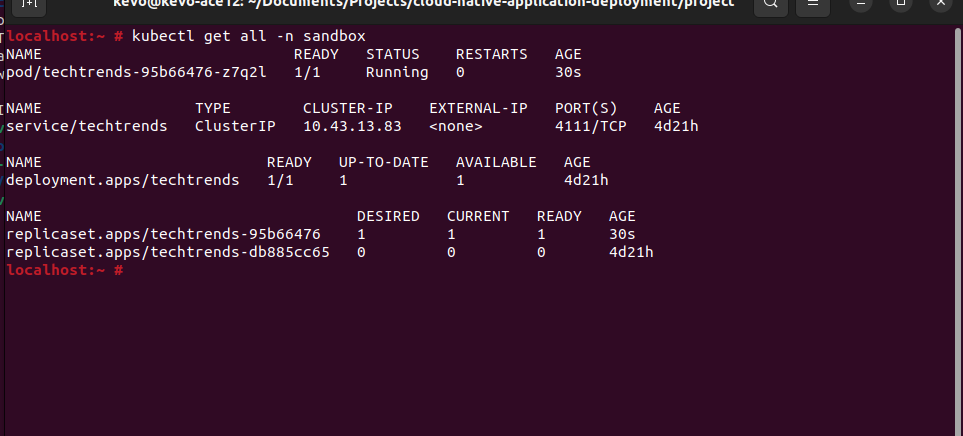 kevo@kevo-ace12: ~/Documents/Projects/cloud-native-application-deployment/project
localhost:~ # kubectl get all -n sandbox
NAME READY STATUS RESTARTS AGE
pod/techtrends-95b66476-z7q2l 1/1 Running 0 30s
NAME TYPE CLUSTER-IP EXTERNAL-IP PORT(S) AGE
service/techtrends ClusterIP 10.43.13.83 <none> 4111/TCP 4d21h
NAME READY UP-TO-DATE AVAILABLE AGE
deployment.apps/techtrends 1/1 1 1 4d21h
NAME DESIRED CURRENT READY AGE
replicaset.apps/techtrends-95b66476 1 1 1 30s
replicaset.apps/techtrends-db885cc65 0 0 0 4d21h
localhost:~ #